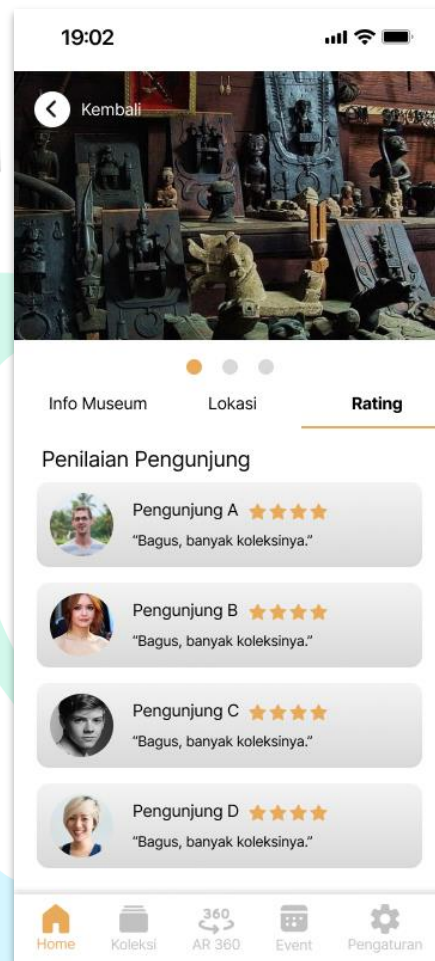 19:02
Kembali
Info Museum Lokasi Rating
Penilaian Pengunjung
Pengunjung A
“Bagus, banyak koleksinya.”
Pengunjung B
“Bagus, banyak koleksinya.”
Pengunjung C
“Bagus, banyak koleksinya.”
Pengunjung D
“Bagus, banyak koleksinya.”
360
Home Koleksi AR 360 Event Pengaturan